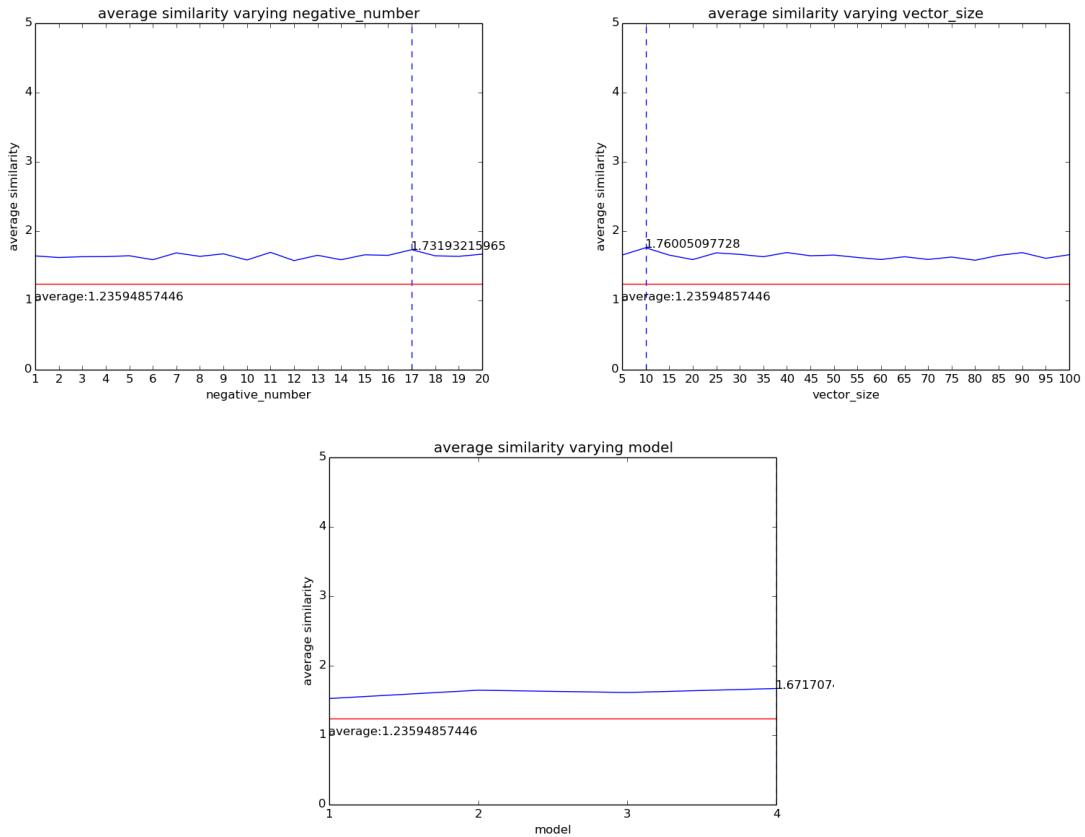 average similarity varying negative_number
5
4
3
2
1
0
average similarity
1.73193215965
average:1.23594857446
1 2 3 4 5 6 7 8 9 10 11 12 13 14 15 16 17 18 19 20
negative_number
average similarity varying vector_size
5
4
3
2
1
0
average similarity
1.76005097728
average:1.23594857446
5 10 15 20 25 30 35 40 45 50 55 60 65 70 75 80 85 90 95 100
vector_size
average similarity varying model
5
4
3
2
1
0
average similarity
1.671707
average:1.23594857446
1 2 3 4
model